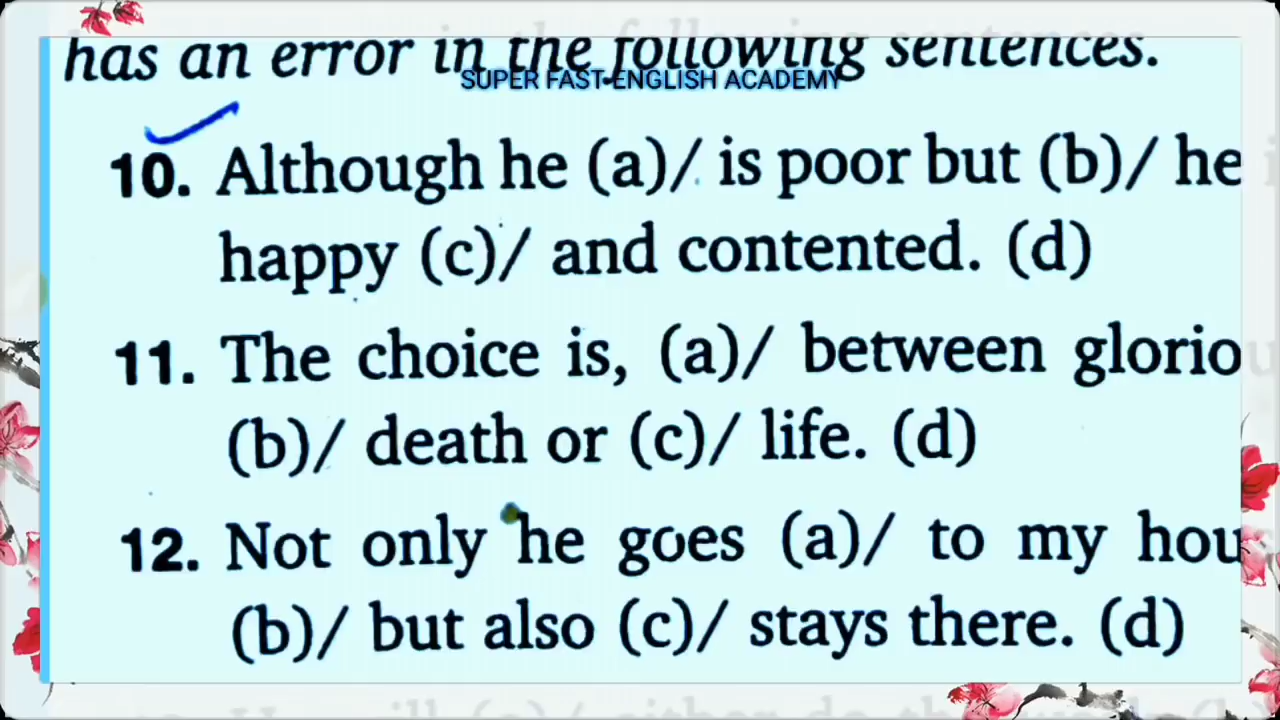 has an error in the following sentences.
SUPER FAST ENGLISH ACADEMY
10. Although he (a)/ is poor but (b)/ he
happy (c)/ and contented. (d)
11. The choice is, (a)/ between glorio
(b)/ death or (c)/ life. (d)
12. Not only he goes (a)/ to my hou
(b)/ but also (c)/ stays there. (d)